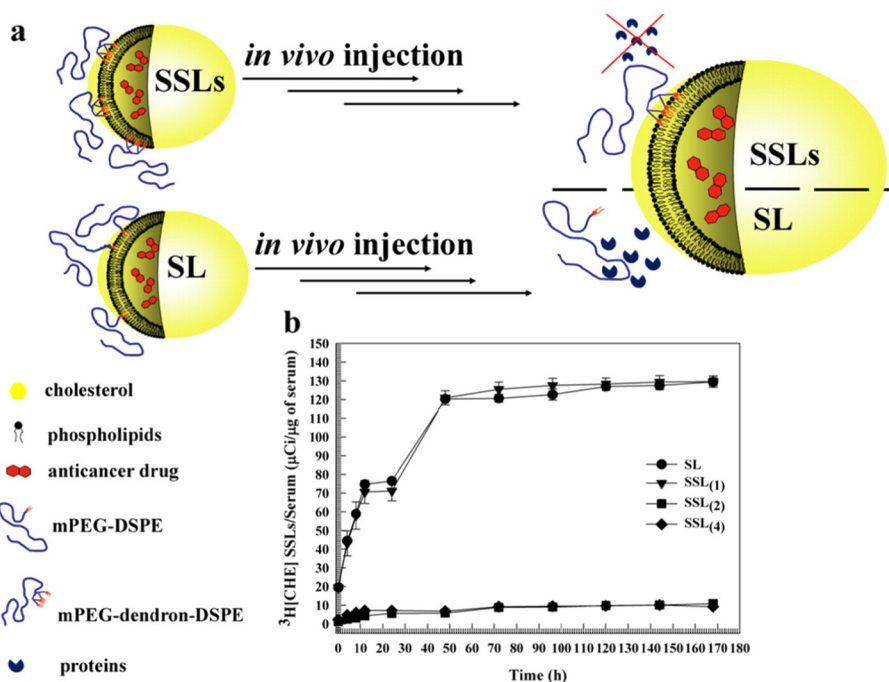 a
SSLs
in vivo injection
SSLs
SL
SL
in vivo injection
cholesterol
phospholipids
anticancer drug
mPEG-DSPE
mPEG-dendron-DSPE
proteins
b
³H[CHE] SSLs/Serum (µCi/µg of serum)
150
140
130
120
110
100
90
80
70
60
50
40
30
20
10
0
SL
SSL(1)
SSL(2)
SSL(4)
0 10 20 30 40 50 60 70 80 90 100 110 120 130 140 150 160 170 180
Time (h)